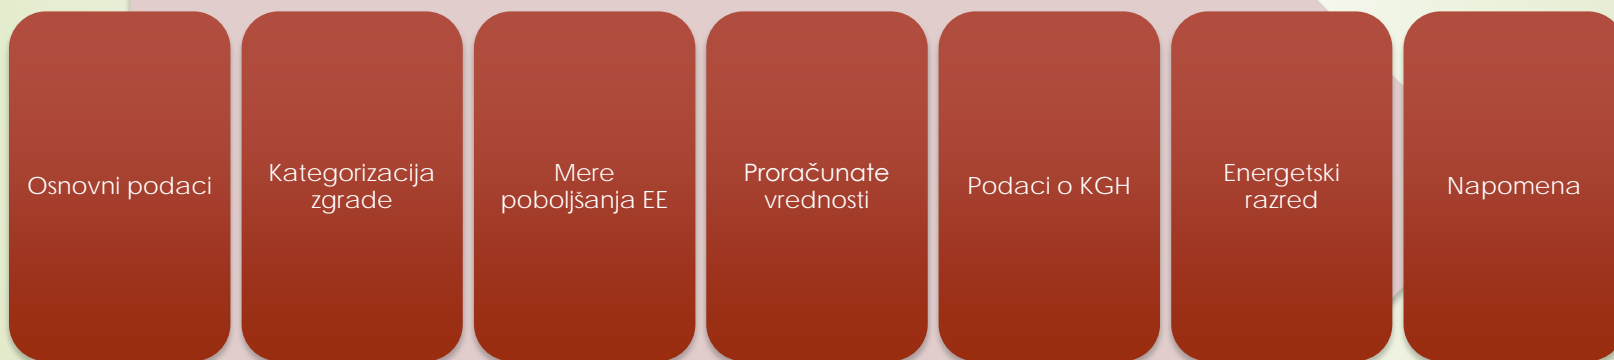 Osnovni podaci
Kategorizacija
zgrade
Mere
poboljšanja EE
Proračunate
vrednosti
Podaci o KGH
Energetski
razred
Napomena